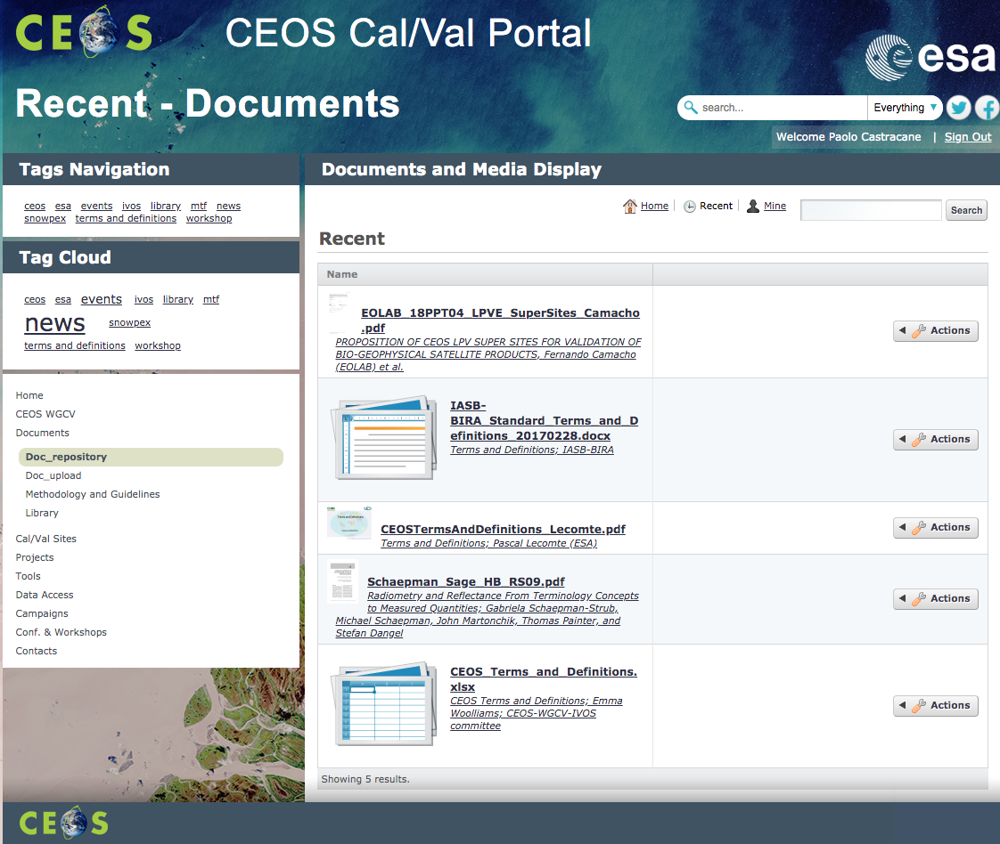 CEOS
CEOS Cal/Val Portal
esa
Recent - Documents
search...
Everything
Welcome Paolo Castracane | Sign Out
Tags Navigation
ceos esa events ivos library mtf news
snowpex terms and definitions workshop
Tag Cloud
ceos esa events ivos library mtf
news snowpex
terms and definitions workshop
Home
CEOS WGCV
Documents
Doc_repository
Doc_upload
Methodology and Guidelines
Library
Cal/Val Sites
Projects
Tools
Data Access
Campaigns
Conf. & Workshops
Contacts
Documents and Media Display
Home Recent Mine Search
Recent
Name
EOLAB_18PPT04_LPVE_SuperSites_Camacho
.pdf
PROPOSITION OF CEOS LPV SUPER SITES FOR VALIDATION OF
BIO-GEOPHYSICAL SATELLITE PRODUCTS, Fernando Camacho
(EOLAB) et al.
Actions
IASB-
BIRA_Standard_Terms_and_D
efinitions_20170228.docx
Terms and Definitions; IASB-BIRA
Actions
CEOSTermsAndDefinitions_Lecomte.pdf
Terms and Definitions; Pascal Lecomte (ESA)
Actions
Schaepman_Sage_HB_RS09.pdf
Radiometry and Reflectance From Terminology Concepts
to Measured Quantities; Gabriela Schaepman-Strub,
Michael Schaepman, John Martonchik, Thomas Painter, and
Stefan Dangel
Actions
CEOS_Terms_and_Definitions.
xlsx
CEOS Terms and Definitions; Emma
Woolliams; CEOS-WGCV-IVOS
committee
Actions
Showing 5 results.
CEOS